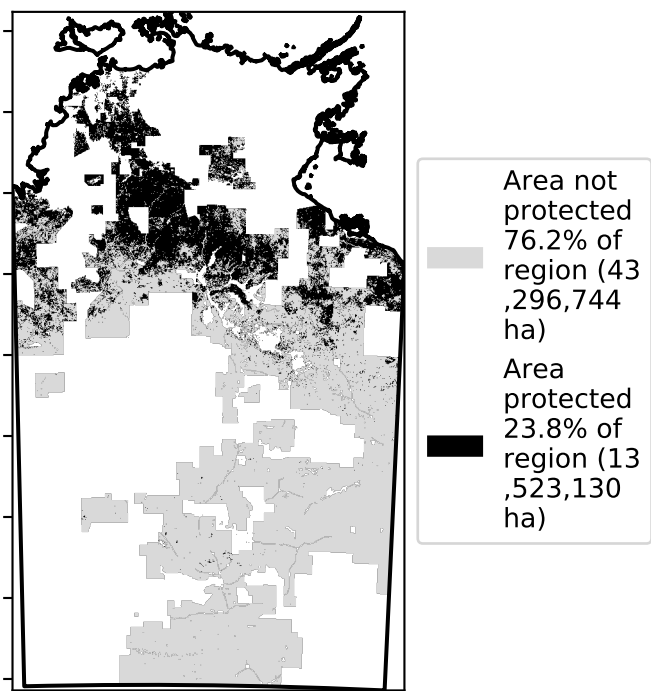 Area not
protected
76.2% of
region (43
,296,744
ha)
Area
protected
23.8% of
region (13
,523,130
ha)